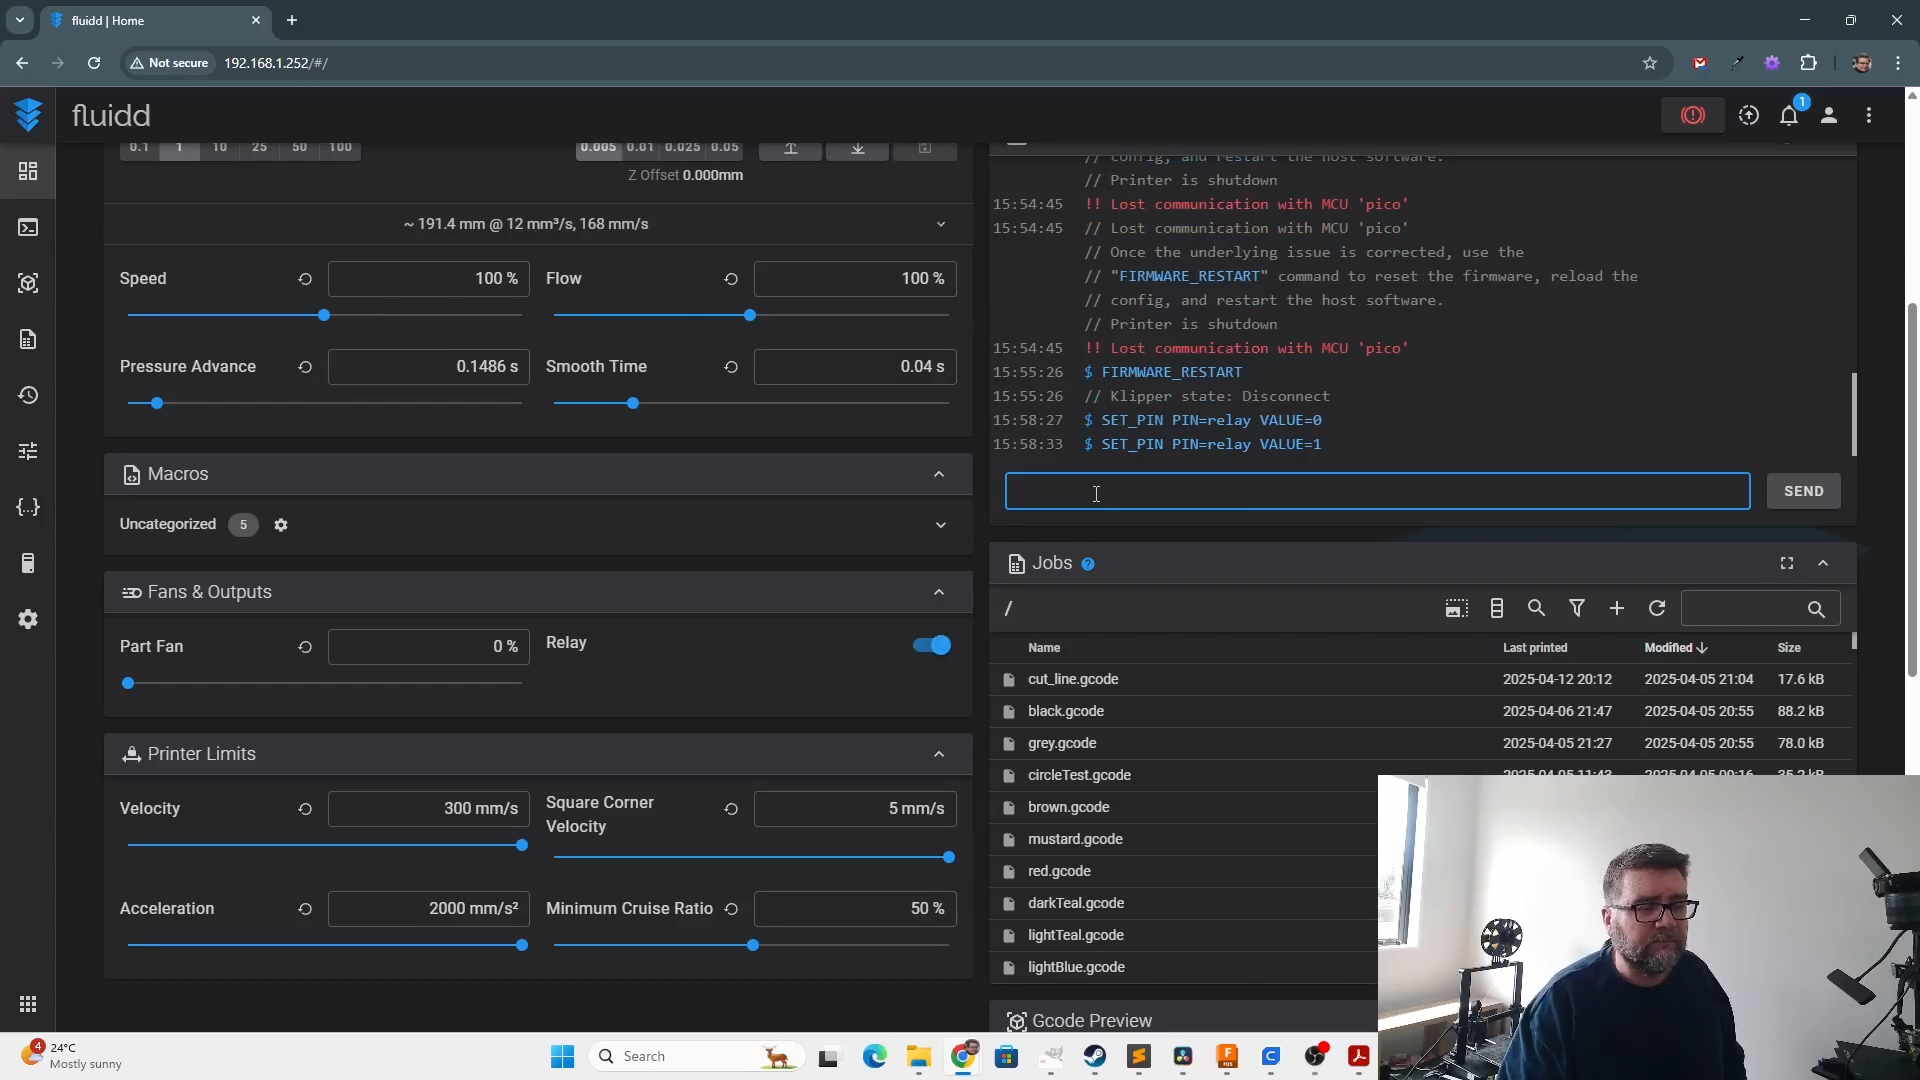 fluidd | Home
Not secure
192.168.1.252/#/
fluidd
1
0.1 1 10 25 50 100
0.005 0.01 0.025 0.05
Z Offset 0.000mm
~ 191.4 mm @ 12 mm³/s, 168 mm/s
Speed
100 %
Flow
100 %
Pressure Advance
0.1486 s
Smooth Time
0.04 s
Macros
Uncategorized 5
Fans & Outputs
Part Fan
0 %
Relay
Printer Limits
Velocity
300 mm/s
Square Corner
Velocity
5 mm/s
Acceleration
2000 mm/s²
Minimum Cruise Ratio
50 %
// config, and restart the host software.
// Printer is shutdown
15:54:45 !! Lost communication with MCU 'pico'
15:54:45 // Lost communication with MCU 'pico'
// Once the underlying issue is corrected, use the
// "FIRMWARE_RESTART" command to reset the firmware, reload the
// config, and restart the host software.
// Printer is shutdown
15:54:45 !! Lost communication with MCU 'pico'
15:55:26 $ FIRMWARE_RESTART
15:55:26 // Klipper state: Disconnect
15:58:27 $ SET_PIN PIN=relay VALUE=0
15:58:33 $ SET_PIN PIN=relay VALUE=1
SEND
Jobs ?
/
Name Last printed Modified Size
cut_line.gcode 2025-04-12 20:12 2025-04-05 21:04 17.6 kB
black.gcode 2025-04-06 21:47 2025-04-05 20:55 88.2 kB
grey.gcode 2025-04-05 21:27 2025-04-05 20:55 78.0 kB
circleTest.gcode
brown.gcode
mustard.gcode
red.gcode
darkTeal.gcode
lightTeal.gcode
lightBlue.gcode
Gcode Preview
4
24°C
Mostly sunny
Search